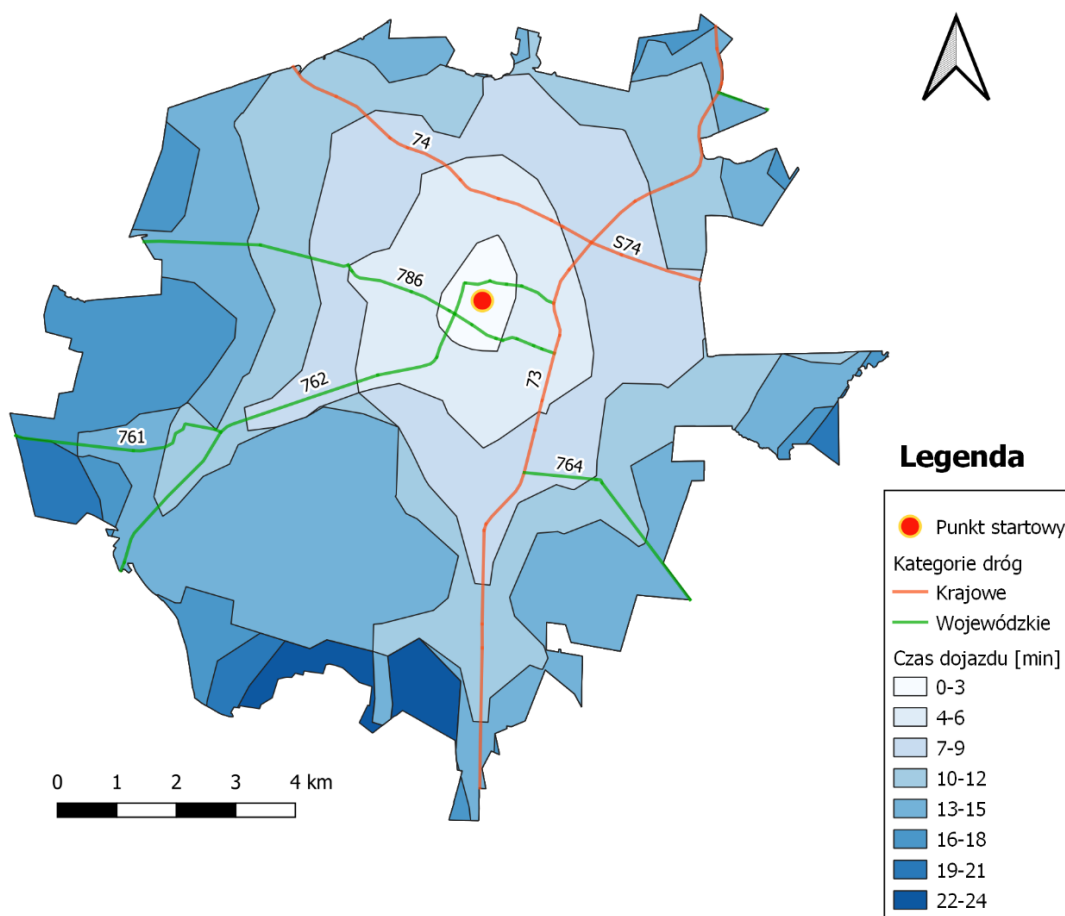 74
S74
786
762
73
761
764
Legenda
Punkt startowy
Kategorie dróg
Krajowe
Wojewódzkie
Czas dojazdu [min]
0-3
4-6
7-9
10-12
13-15
16-18
19-21
22-24
0 1 2 3 4 km